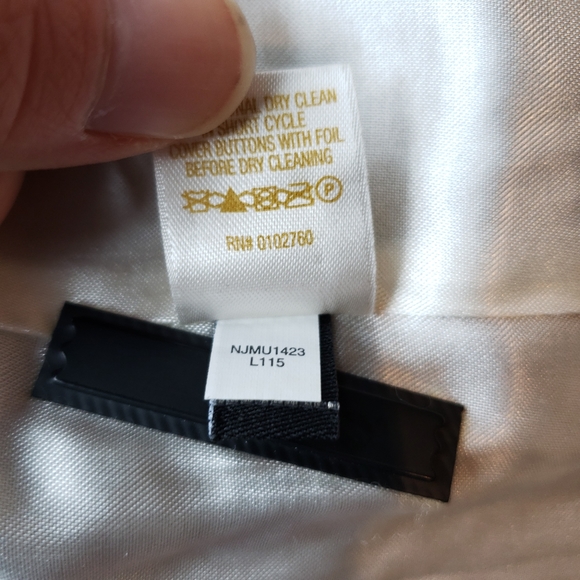 DRY CLEAN
SHORT CYCLE
COVER BUTTONS WITH FOIL
BEFORE DRY CLEANING
P
RN# 0102760
NJMU1423
L115